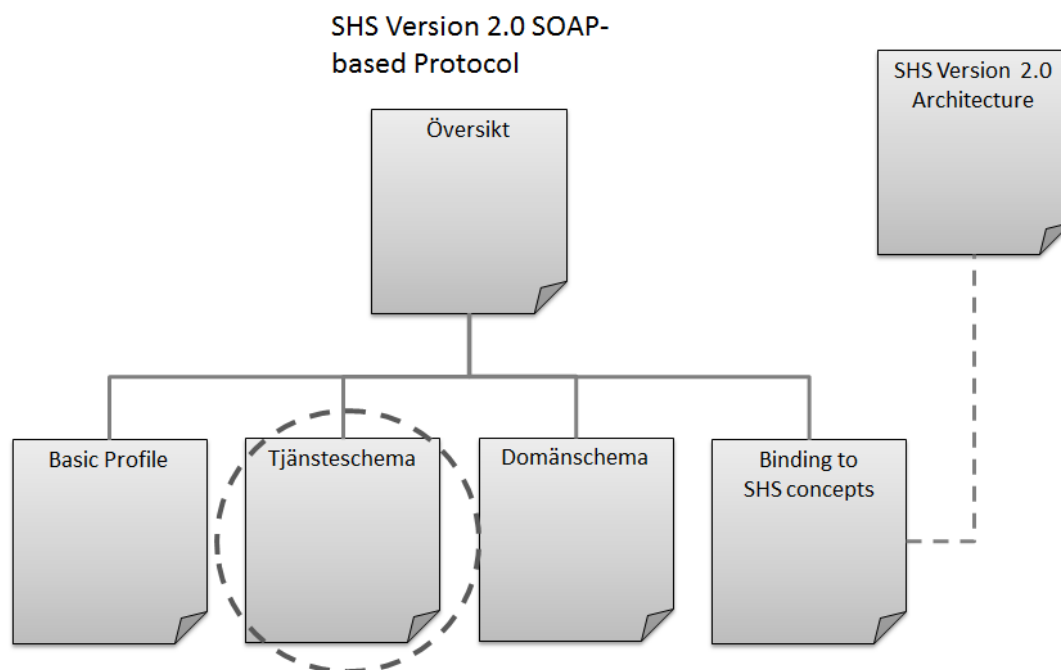 SHS Version 2.0 SOAP-
based Protocol
SHS Version 2.0
Architecture
Översikt
Basic Profile
Tjänsteschema
Domänschema
Binding to
SHS concepts